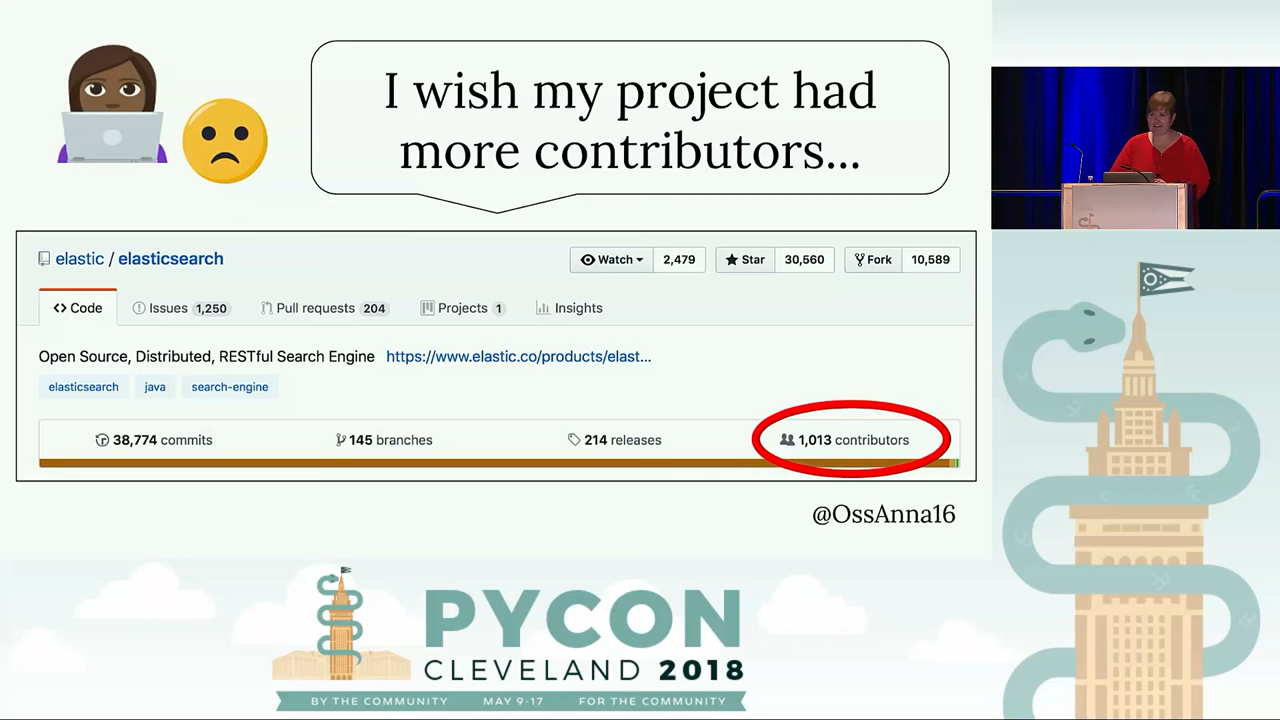 I wish my project had
more contributors...
elastic / elasticsearch
Watch 2,479 Star 30,560 Fork 10,589
Code Issues 1,250 Pull requests 204 Projects 1 Insights
Open Source, Distributed, RESTful Search Engine https://www.elastic.co/products/elast...
elasticsearch java search-engine
38,774 commits 145 branches 214 releases 1,013 contributors
@OssAnna16
PYCON
CLEVELAND 2018
BY THE COMMUNITY MAY 9-17 FOR THE COMMUNITY